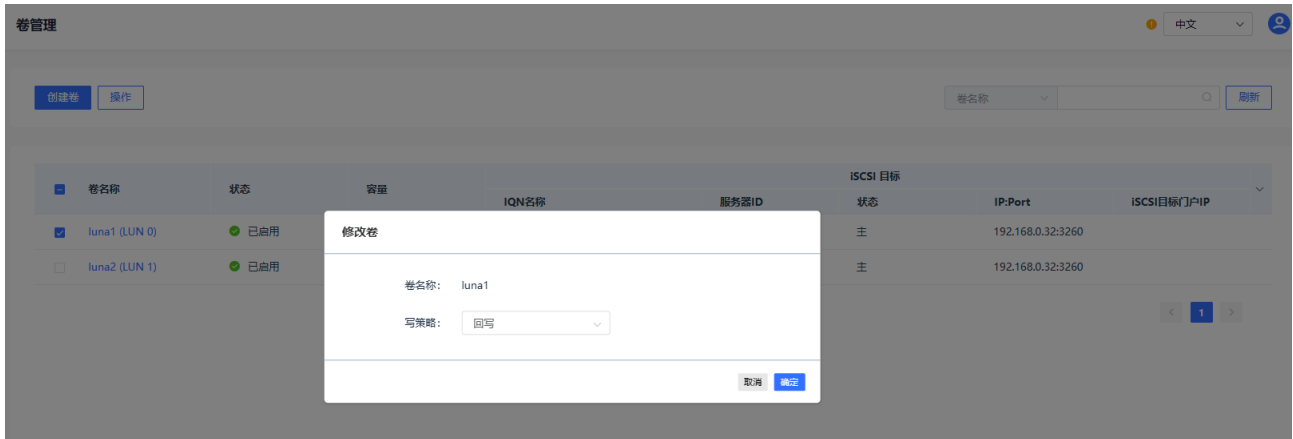 卷管理
中文
创建卷 操作 卷名称 刷新
iSCSI 目标
卷名称 状态 容量
IQN名称 服务器ID 状态 IP:Port iSCSI目标门户IP
luna1 (LUN 0) 已启用 主 192.168.0.32:3260
luna2 (LUN 1) 已启用 主 192.168.0.32:3260
修改卷
卷名称： luna1
写策略： 回写
1
取消 确定